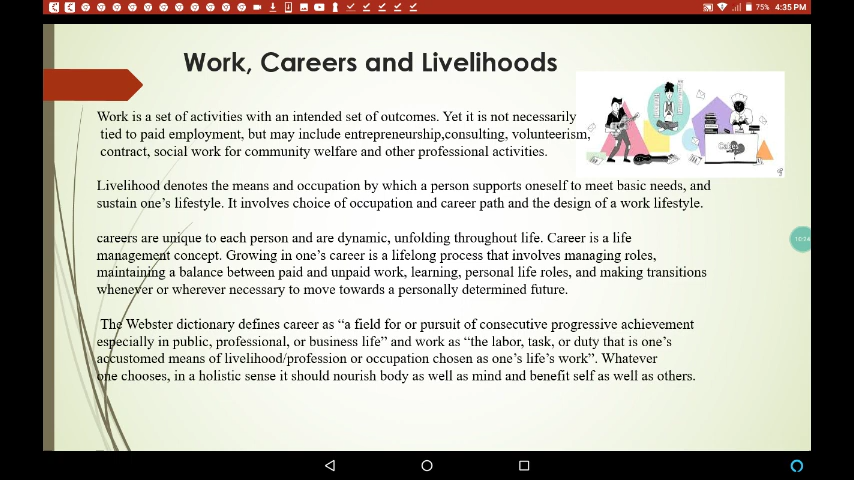 75% 4:35 PM
Work, Careers and Livelihoods
Work is a set of activities with an intended set of outcomes. Yet it is not necessarily
tied to paid employment, but may include entrepreneurship,consulting, volunteerism,
contract, social work for community welfare and other professional activities.
Livelihood denotes the means and occupation by which a person supports oneself to meet basic needs, and
sustain one's lifestyle. It involves choice of occupation and career path and the design of a work lifestyle.
careers are unique to each person and are dynamic, unfolding throughout life. Career is a life
management concept. Growing in one's career is a lifelong process that involves managing roles,
maintaining a balance between paid and unpaid work, learning, personal life roles, and making transitions
whenever or wherever necessary to move towards a personally determined future.
The Webster dictionary defines career as “a field for or pursuit of consecutive progressive achievement
especially in public, professional, or business life” and work as “the labor, task, or duty that is one's
accustomed means of livelihood/profession or occupation chosen as one's life's work”. Whatever
one chooses, in a holistic sense it should nourish body as well as mind and benefit self as well as others.